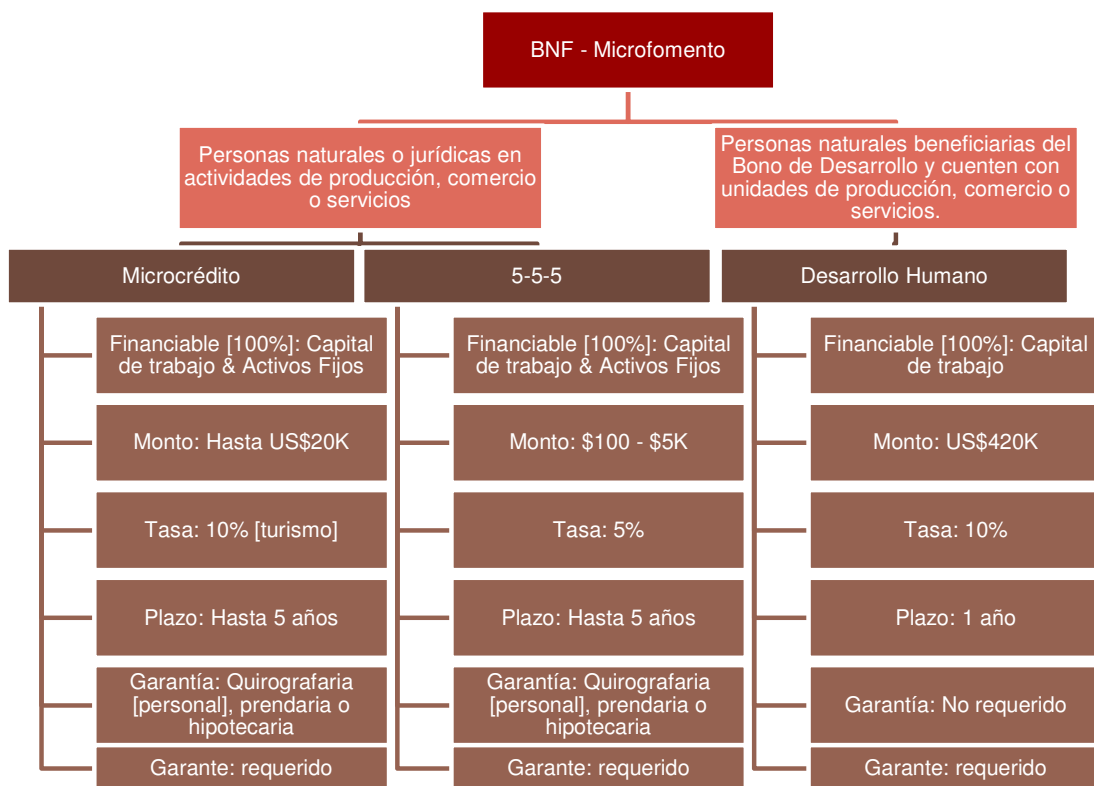 BNF - Microfomento
Personas naturales o jurídicas en
actividades de producción, comercio
o servicios
Personas naturales beneficiarias del
Bono de Desarrollo y cuenten con
unidades de producción, comercio o
servicios.
Microcrédito
Financiable [100%]: Capital
de trabajo & Activos Fijos
Monto: Hasta US$20K
Tasa: 10% [turismo]
Plazo: Hasta 5 años
Garantía: Quirografaria
[personal], prendaria o
hipotecaria
Garante: requerido
5-5-5
Financiable [100%]: Capital
de trabajo & Activos Fijos
Monto: $100 - $5K
Tasa: 5%
Plazo: Hasta 5 años
Garantía: Quirografaria
[personal], prendaria o
hipotecaria
Garante: requerido
Desarrollo Humano
Financiable [100%]: Capital
de trabajo
Monto: US$420K
Tasa: 10%
Plazo: 1 año
Garantía: No requerido
Garante: requerido